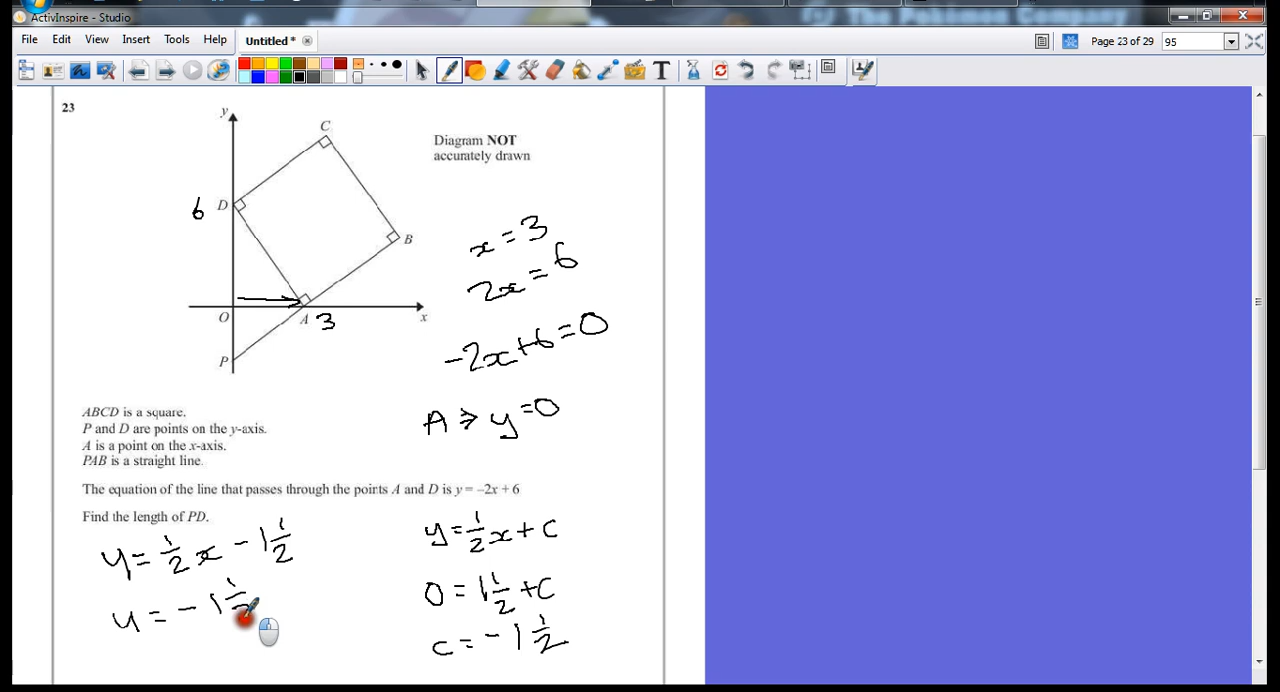 The Pokémon Company
ActivInspire - Studio
File Edit View Insert Tools Help Untitled * Page 23 of 29 95
T
23
y
C
Diagram NOT
accurately drawn
6 D
B
x = 3
2x = 6
O A 3 x
-2x+6=0
P
ABCD is a square.
A ⇒ y=0
P and D are points on the y-axis.
A is a point on the x-axis.
PAB is a straight line.
The equation of the line that passes through the points A and D is y = –2x + 6
Find the length of PD.
y = 1/2 x - 1 1/2
y = 1/2 x + c
y = - 1 1/2
0 = 1 1/2 + c
c = - 1 1/2